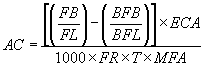 AC = [(FB/FL) − (BFB/BFL)] × ECA / 1000 × FR × T × MFA